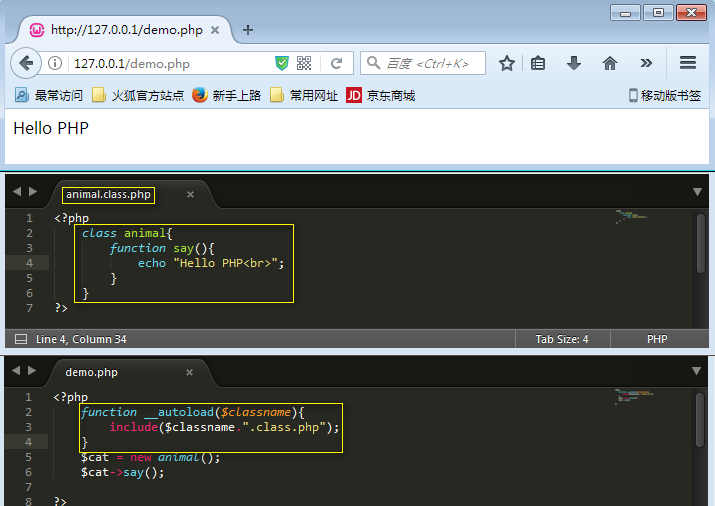 http://127.0.0.1/demo.php
127.0.0.1/demo.php
百度 <Ctrl+K>
最常访问 火狐官方站点 新手上路 常用网址 JD 京东商城 移动版书签
Hello PHP
animal.class.php
1 <?php
2 class animal{
3 function say(){
4 echo "Hello PHP<br>";
5 }
6 }
7 ?>
Line 4, Column 34 Tab Size: 4 PHP
demo.php
1 <?php
2 function __autoload($classname){
3 include($classname.".class.php");
4 }
5 $cat = new animal();
6 $cat->say();
7
8 ?>